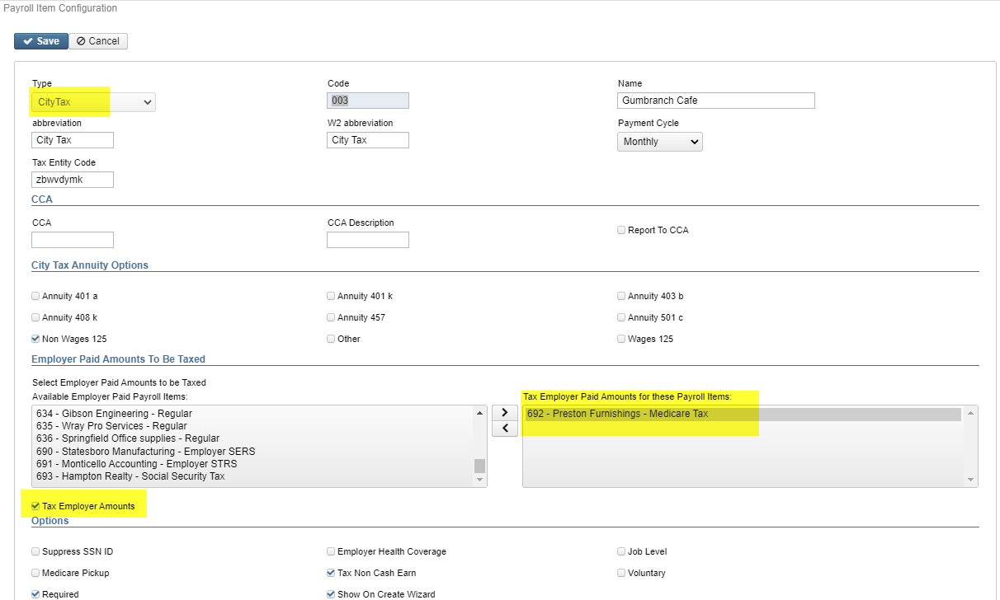 Payroll Item Configuration
Save Cancel
Type Code Name
CityTax 003 Gumbranch Cafe
abbreviation W2 abbreviation Payment Cycle
City Tax City Tax Monthly
Tax Entity Code
zbwvdymk
CCA
CCA CCA Description
Report To CCA
City Tax Annuity Options
Annuity 401 a Annuity 401 k Annuity 403 b
Annuity 408 k Annuity 457 Annuity 501 c
Non Wages 125 Other Wages 125
Employer Paid Amounts To Be Taxed
Select Employer Paid Amounts to be Taxed
Available Employer Paid Payroll Items: Tax Employer Paid Amounts for these Payroll Items:
634 - Gibson Engineering - Regular 692 - Preston Furnishings - Medicare Tax
635 - Wray Pro Services - Regular
636 - Springfield Office supplies - Regular
690 - Statesboro Manufacturing - Employer SERS
691 - Monticello Accounting - Employer STRS
693 - Hampton Realty - Social Security Tax
Tax Employer Amounts
Options
Suppress SSN ID Employer Health Coverage Job Level
Medicare Pickup Tax Non Cash Earn Voluntary
Required Show On Create Wizard